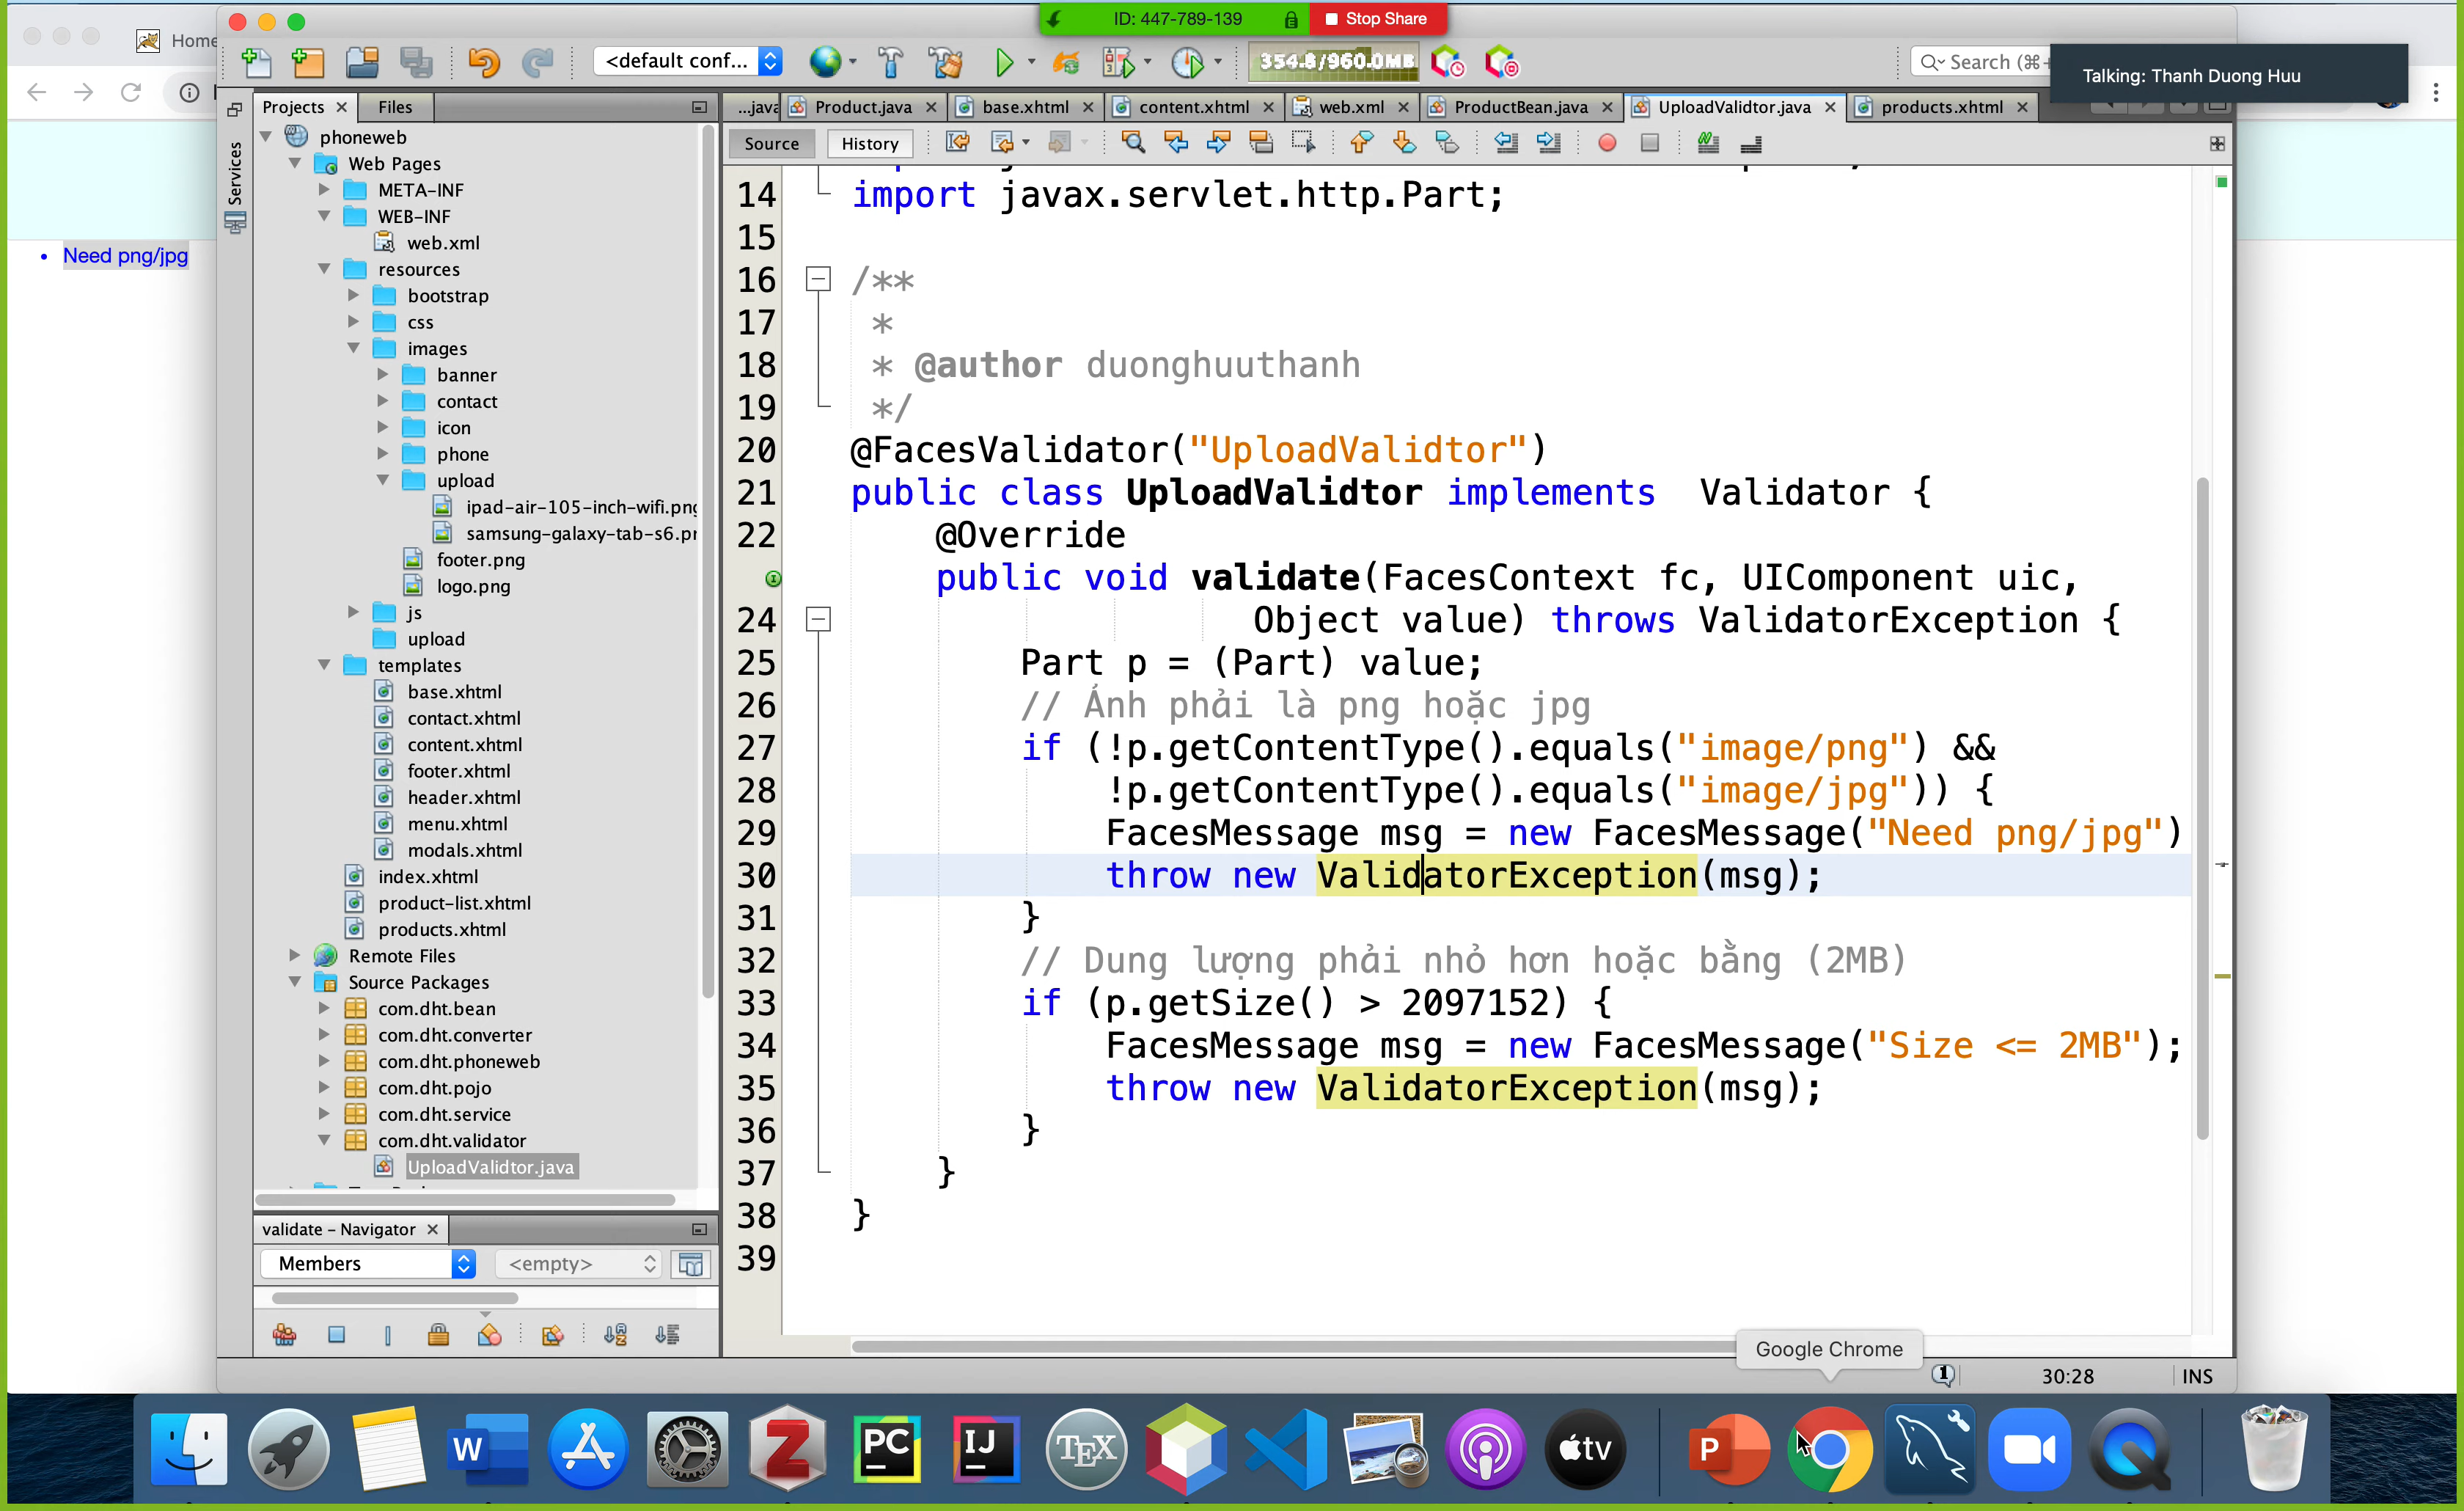 ID: 447-789-139
Stop Share
Home
<default conf...
354.8/960.0MB
Search (⌘+
Talking: Thanh Duong Huu
Projects
Files
...java
Product.java
base.xhtml
content.xhtml
web.xml
ProductBean.java
UploadValidtor.java
products.xhtml
Services
Source
History
Need png/jpg
phoneweb
Web Pages
META-INF
WEB-INF
web.xml
resources
bootstrap
css
images
banner
contact
icon
phone
upload
ipad-air-105-inch-wifi.png
samsung-galaxy-tab-s6.pr
footer.png
logo.png
js
upload
templates
base.xhtml
contact.xhtml
content.xhtml
footer.xhtml
header.xhtml
menu.xhtml
modals.xhtml
index.xhtml
product-list.xhtml
products.xhtml
Remote Files
Source Packages
com.dht.bean
com.dht.converter
com.dht.phoneweb
com.dht.pojo
com.dht.service
com.dht.validator
UploadValidtor.java
validate – Navigator
Members
<empty>
14 import javax.servlet.http.Part;
15
16 /**
17 *
18 * @author duonghuuthanh
19 */
20 @FacesValidator("UploadValidtor")
21 public class UploadValidtor implements Validator {
22 @Override
public void validate(FacesContext fc, UIComponent uic,
24 Object value) throws ValidatorException {
25 Part p = (Part) value;
26 // Ảnh phải là png hoặc jpg
27 if (!p.getContentType().equals("image/png") &&
28 !p.getContentType().equals("image/jpg")) {
29 FacesMessage msg = new FacesMessage("Need png/jpg")
30 throw new ValidatorException(msg);
31 }
32 // Dung lượng phải nhỏ hơn hoặc bằng (2MB)
33 if (p.getSize() > 2097152) {
34 FacesMessage msg = new FacesMessage("Size <= 2MB");
35 throw new ValidatorException(msg);
36 }
37 }
38 }
39
Google Chrome
1
30:28
INS
W
Z
PC
IJ
TEX
tv
P